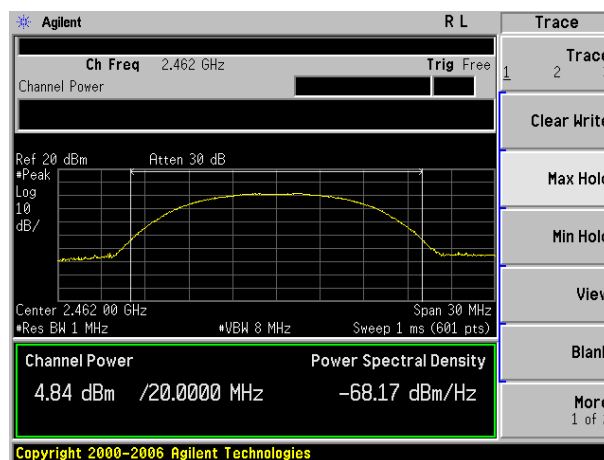 Agilent R L Trace
Ch Freq 2.462 GHz Trig Free
Channel Power
Trace
1 2
Clear Write
Ref 20 dBm Atten 30 dB
#Peak
Log
10
dB/
Max Hold
Min Hold
View
Center 2.462 00 GHz Span 30 MHz
#Res BW 1 MHz #VBW 8 MHz Sweep 1 ms (601 pts)
Blank
Channel Power Power Spectral Density
4.84 dBm /20.0000 MHz -68.17 dBm/Hz
More
1 of
Copyright 2000-2006 Agilent Technologies